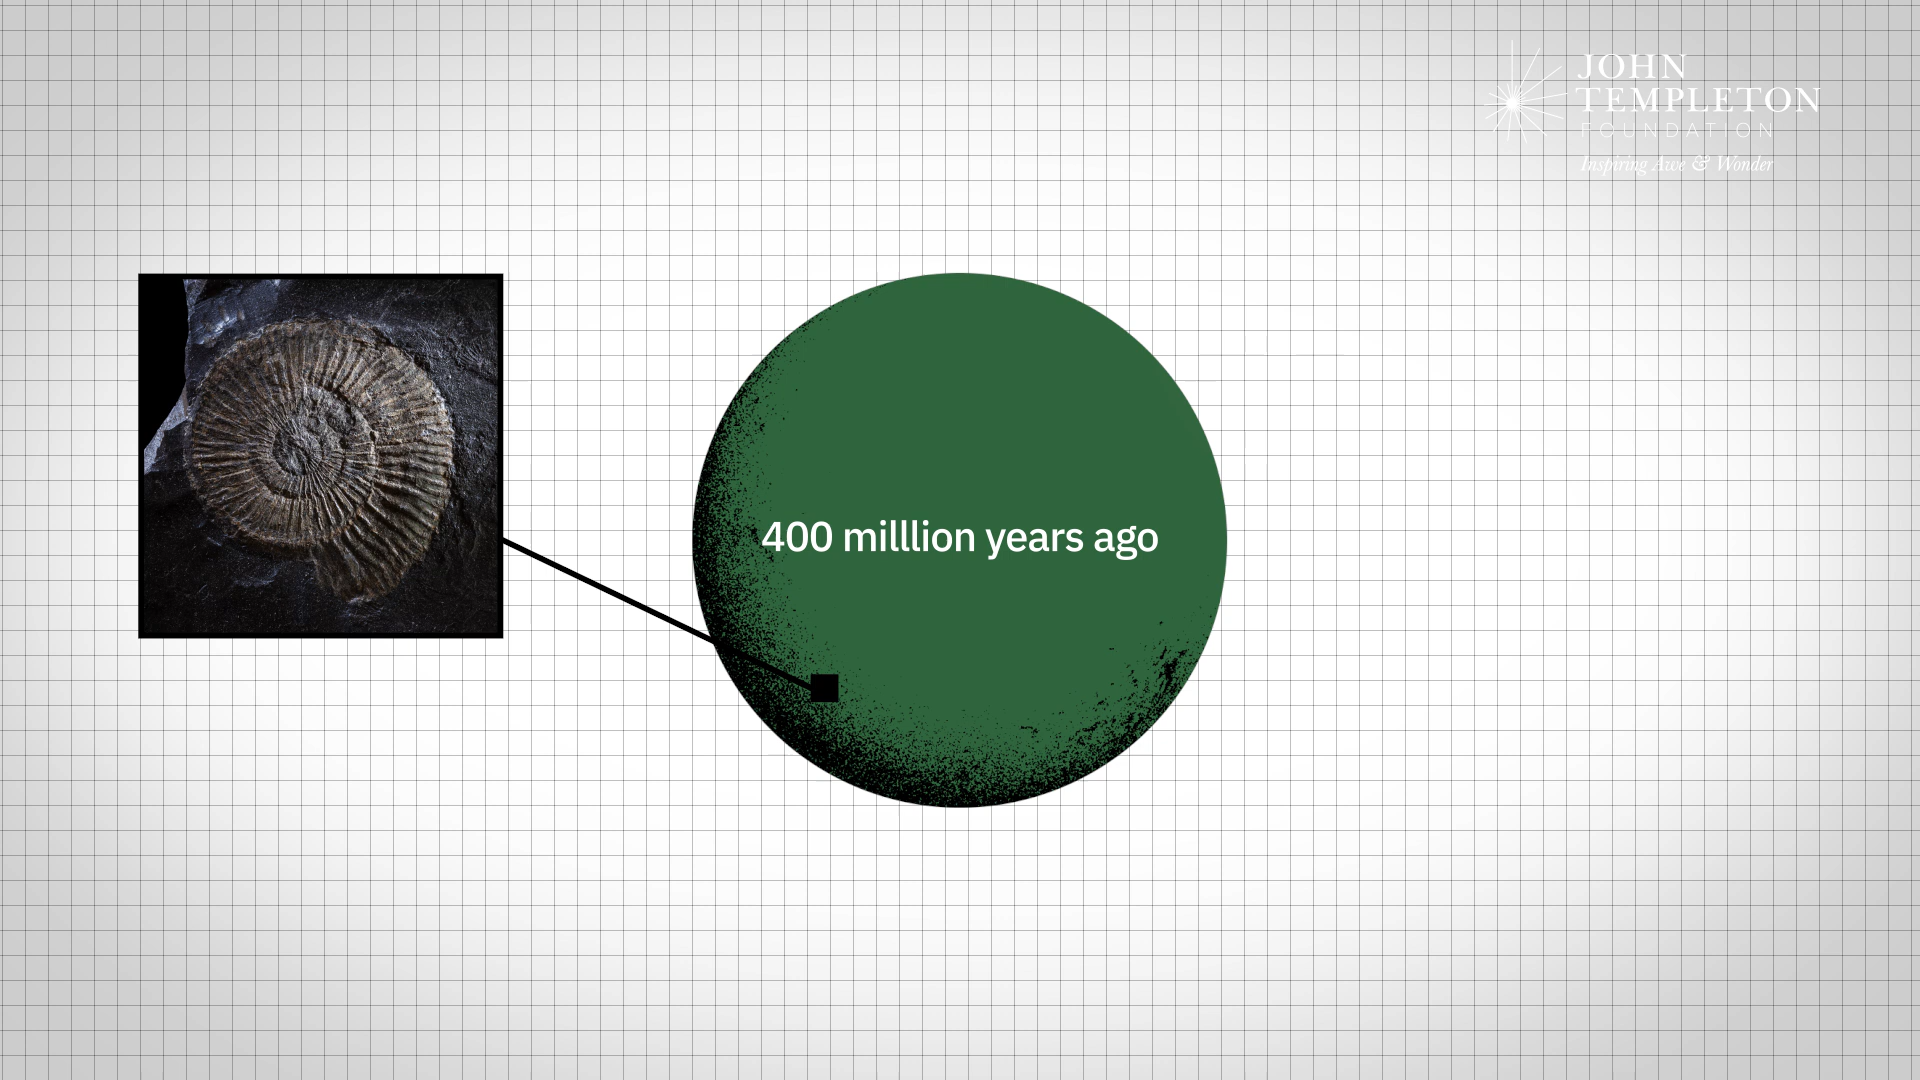 JOHN
TEMPLETON
FOUNDATION
Inspiring Awe & Wonder
400 milllion years ago